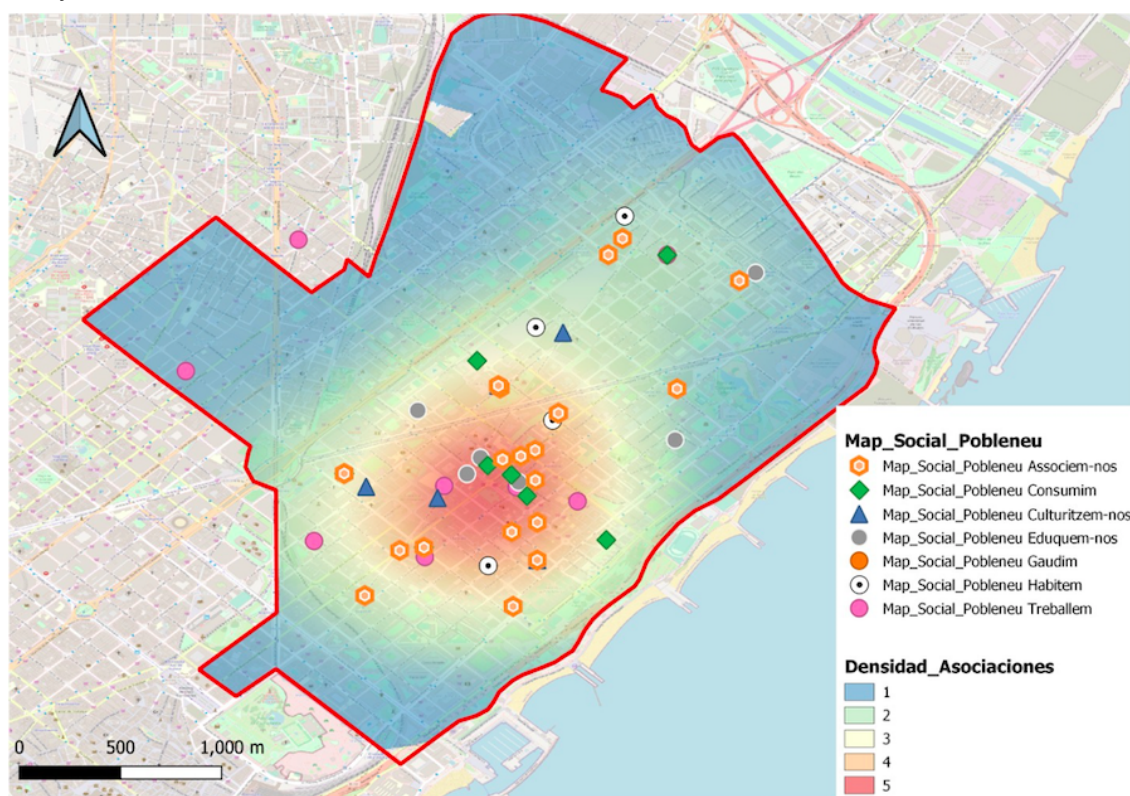 Map_Social_Pobleneu
Map_Social_Pobleneu Associem-nos
Map_Social_Pobleneu Consumim
Map_Social_Pobleneu Culturitzem-nos
Map_Social_Pobleneu Eduquem-nos
Map_Social_Pobleneu Gaudim
Map_Social_Pobleneu Habitem
Map_Social_Pobleneu Treballem
Densidad_Asociaciones
1
2
3
4
5
0 500 1,000 m